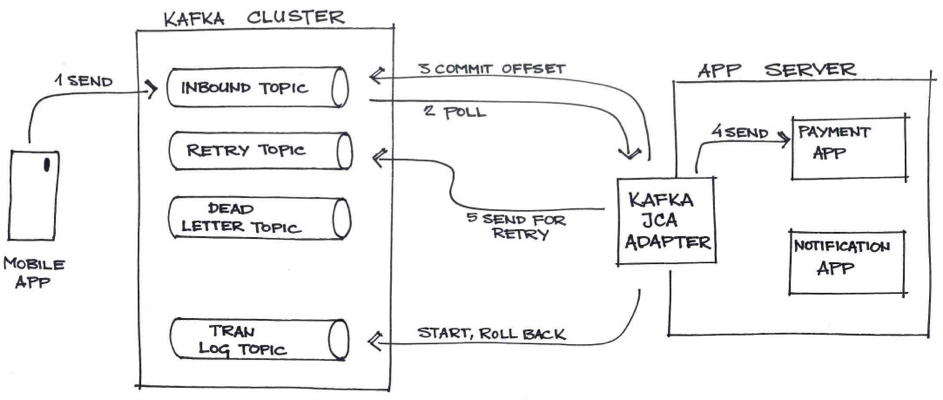 KAFKA CLUSTER
1 SEND
INBOUND TOPIC
RETRY TOPIC
DEAD
LETTER TOPIC
TRAN
LOG TOPIC
MOBILE
APP
3 COMMIT OFFSET
2 POLL
5 SEND FOR
RETRY
START, ROLL BACK
APP SERVER
4 SEND
PAYMENT
APP
KAFKA
JCA
ADAPTER
NOTIFICATION
APP